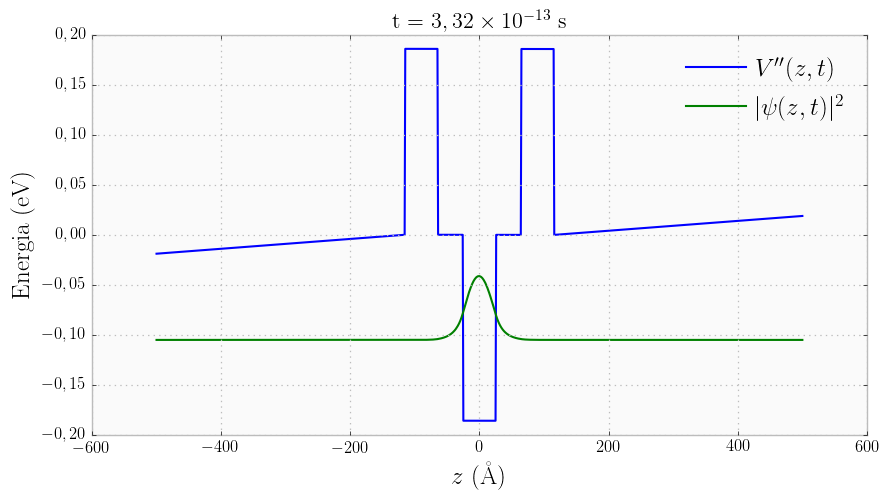 t = 3,32 × 10⁻¹³ s
Energia (eV)
0,20
0,15
0,10
0,05
0,00
−0,05
−0,10
−0,15
−0,20
V′′(z, t)
|ψ(z, t)|²
−600 −400 −200 0 200 400 600
z (Å)